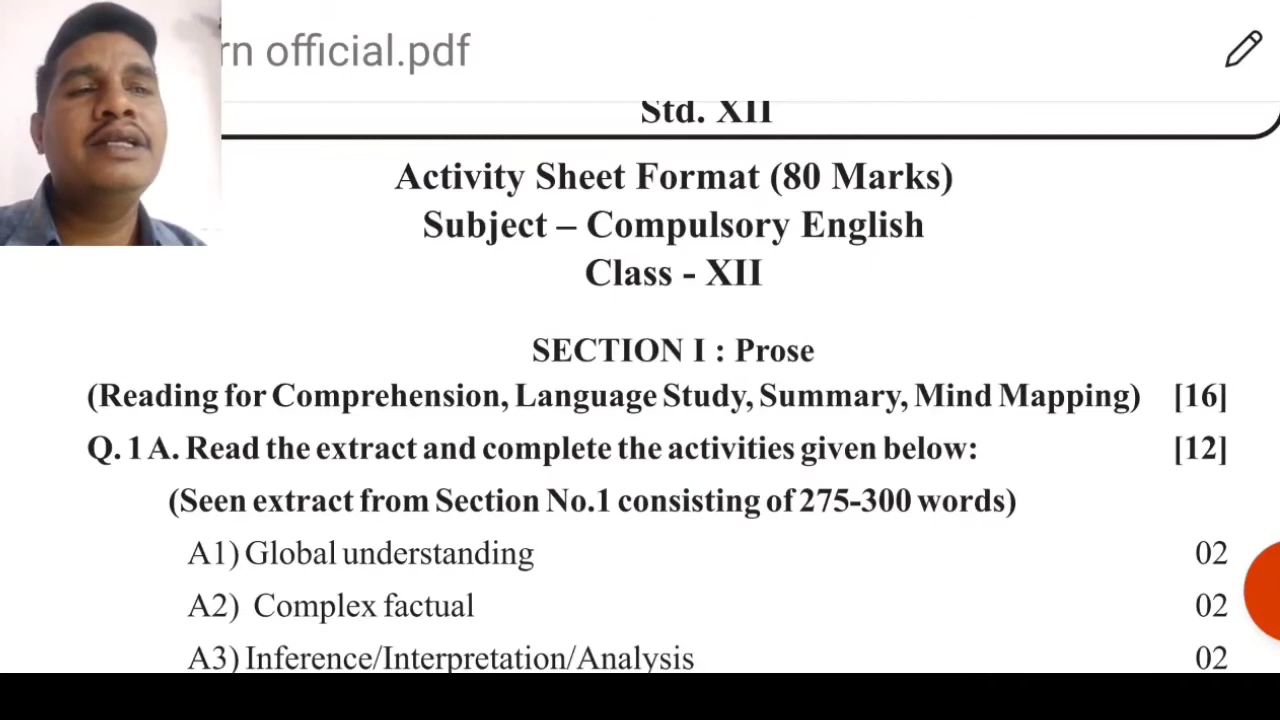 rn official.pdf
Std. XII
Activity Sheet Format (80 Marks)
Subject – Compulsory English
Class - XII
SECTION I : Prose
(Reading for Comprehension, Language Study, Summary, Mind Mapping) [16]
Q. 1 A. Read the extract and complete the activities given below: [12]
(Seen extract from Section No.1 consisting of 275-300 words)
A1) Global understanding 02
A2) Complex factual 02
A3) Inference/Interpretation/Analysis 02